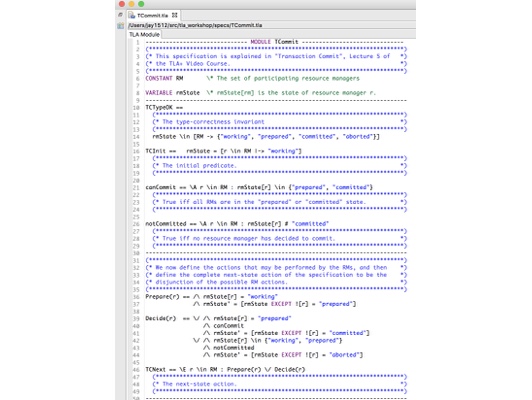 TCommit.tla
/Users/jay1512/src/tla_workshop/specs/TCommit.tla
TLA Module
1 ---------------------------- MODULE TCommit ----------------------------
2 (***************************************************************************)
3 (* This specification is explained in "Transaction Commit", Lecture 5 of *)
4 (* the TLA+ Video Course. *)
5 (***************************************************************************)
6 CONSTANT RM \* The set of participating resource managers
7
8 VARIABLE rmState \* rmState[rm] is the state of resource manager r.
9 -----------------------------------------------------------------------------
10 TCTypeOK ==
11 (*************************************************************************)
12 (* The type-correctness invariant *)
13 (*************************************************************************)
14 rmState \in [RM -> {"working", "prepared", "committed", "aborted"}]
15
16 TCInit == rmState = [r \in RM |-> "working"]
17 (*************************************************************************)
18 (* The initial predicate. *)
19 (*************************************************************************)
20
21 canCommit == \A r \in RM : rmState[r] \in {"prepared", "committed"}
22 (*************************************************************************)
23 (* True iff all RMs are in the "prepared" or "committed" state. *)
24 (*************************************************************************)
25
26 notCommitted == \A r \in RM : rmState[r] # "committed"
27 (*************************************************************************)
28 (* True iff no resource manager has decided to commit. *)
29 (*************************************************************************)
30 -----------------------------------------------------------------------------
31 (***************************************************************************)
32 (* We now define the actions that may be performed by the RMs, and then *)
33 (* define the complete next-state action of the specification to be the *)
34 (* disjunction of the possible RM actions. *)
35 (***************************************************************************)
36 Prepare(r) == /\ rmState[r] = "working"
37 /\ rmState' = [rmState EXCEPT ![r] = "prepared"]
38
39 Decide(r) == \/ /\ rmState[r] = "prepared"
40 /\ canCommit
41 /\ rmState' = [rmState EXCEPT ![r] = "committed"]
42 \/ /\ rmState[r] \in {"working", "prepared"}
43 /\ notCommitted
44 /\ rmState' = [rmState EXCEPT ![r] = "aborted"]
45
46 TCNext == \E r \in RM : Prepare(r) \/ Decide(r)
47 (*************************************************************************)
48 (* The next-state action. *)
49 (*************************************************************************)